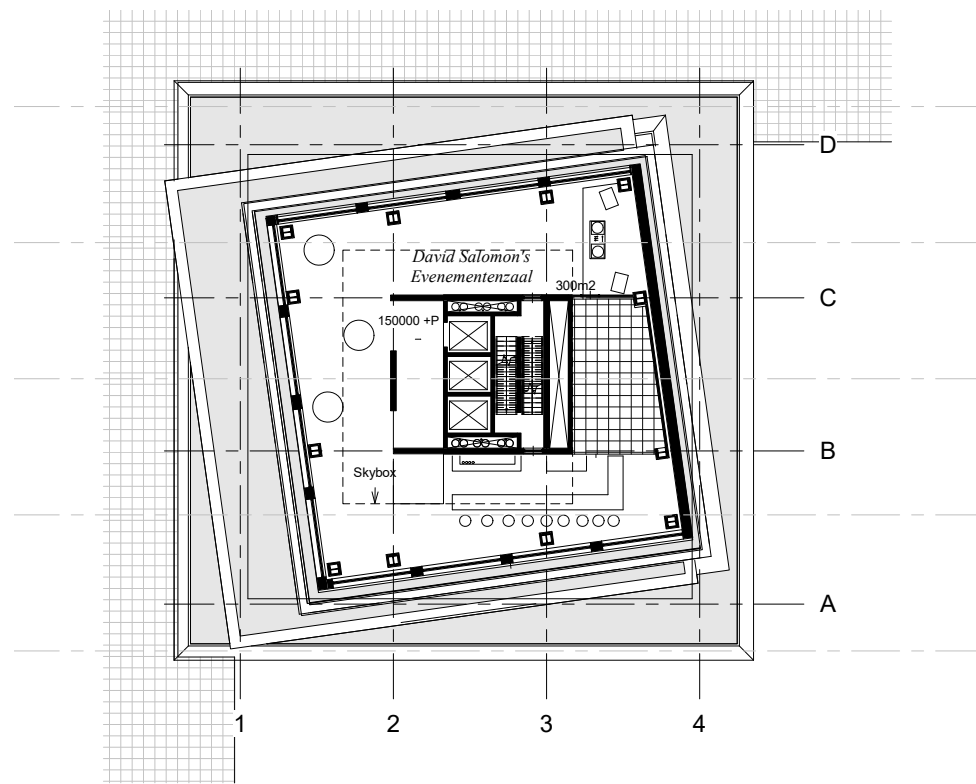 D
David Salomon's
Evenementenzaal
300m2
C
150000 +P
B
Skybox
A
1
2
3
4